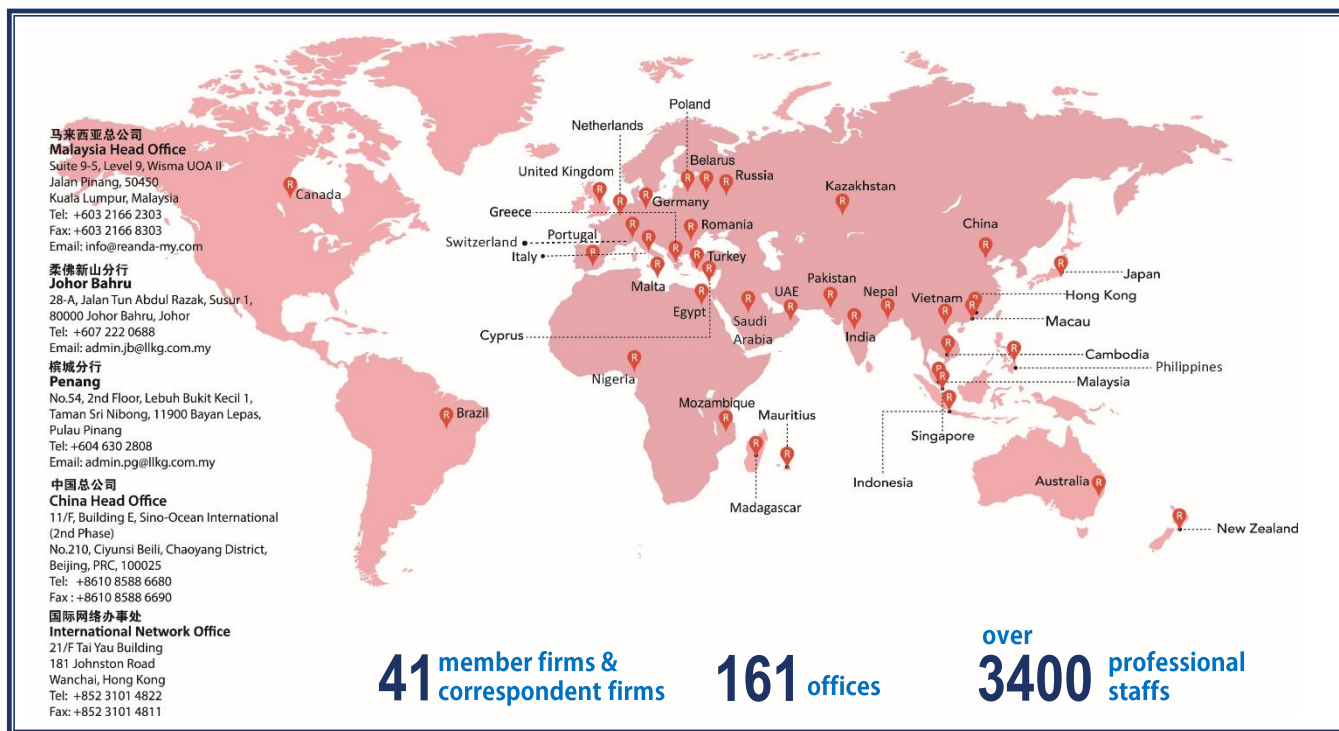 马来西亚总公司
Malaysia Head Office
Suite 9-5, Level 9, Wisma UOA II
Jalan Pinang, 50450
Kuala Lumpur, Malaysia
Tel: +603 2166 2303
Fax: +603 2166 8303
Email: info@reanda-my.com
柔佛新山分行
Johor Bahru
28-A, Jalan Tun Abdul Razak, Susur 1,
80000 Johor Bahru, Johor
Tel: +607 222 0688
Email: admin.jb@llkg.com.my
槟城分行
Penang
No.54, 2nd Floor, Lebuh Bukit Kecil 1,
Taman Sri Nibong, 11900 Bayan Lepas,
Pulau Pinang
Tel: +604 630 2808
Email: admin.pg@llkg.com.my
中国总公司
China Head Office
11/F, Building E, Sino-Ocean International
(2nd Phase)
No.210, Ciyunsi Beili, Chaoyang District,
Beijing, PRC, 100025
Tel: +8610 8588 6680
Fax : +8610 8588 6690
国际网络办事处
International Network Office
21/F Tai Yau Building
181 Johnston Road
Wanchai, Hong Kong
Tel: +852 3101 4822
Fax: +852 3101 4811
Canada
Brazil
Poland
Netherlands
Belarus
United Kingdom
Russia
Germany
Greece
Romania
Portugal
Switzerland
Italy
Turkey
Malta
Egypt
Cyprus
Kazakhstan
China
Japan
Pakistan
UAE
Nepal
Vietnam
Hong Kong
Saudi
Arabia
India
Macau
Cambodia
Philippines
Malaysia
Nigeria
Mozambique
Mauritius
Singapore
Indonesia
Madagascar
Australia
New Zealand
41 member firms &
correspondent firms
161 offices
over
3400 professional
staffs